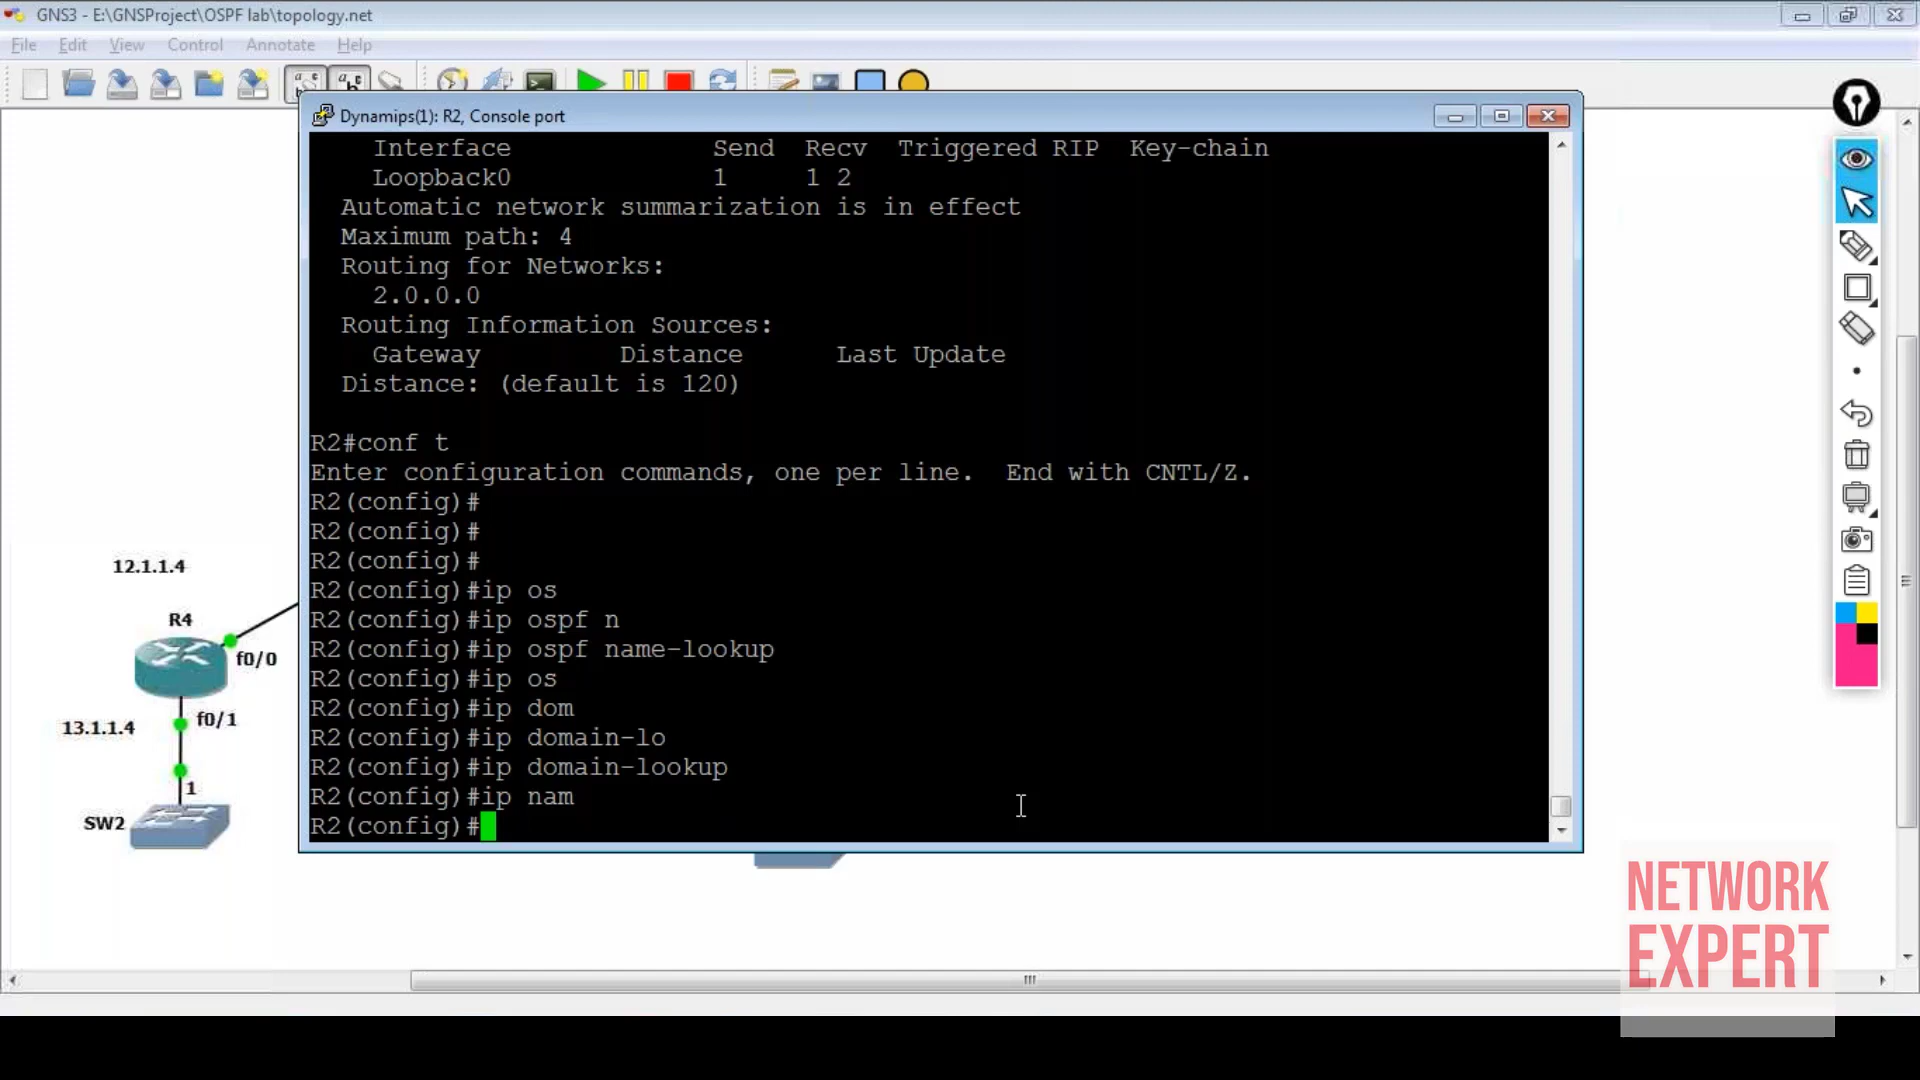 GNS3 - E:\GNSProject\OSPF lab\topology.net
File Edit View Control Annotate Help
Dynamips(1): R2, Console port
Interface Send Recv Triggered RIP Key-chain
Loopback0 1 1 2
Automatic network summarization is in effect
Maximum path: 4
Routing for Networks:
2.0.0.0
Routing Information Sources:
Gateway Distance Last Update
Distance: (default is 120)
R2#conf t
Enter configuration commands, one per line. End with CNTL/Z.
R2(config)#
R2(config)#
R2(config)#
R2(config)#ip os
R2(config)#ip ospf n
R2(config)#ip ospf name-lookup
R2(config)#ip os
R2(config)#ip dom
R2(config)#ip domain-lo
R2(config)#ip domain-lookup
R2(config)#ip nam
R2(config)#
12.1.1.4
R4
f0/0
13.1.1.4
f0/1
1
SW2
NETWORK
EXPERT